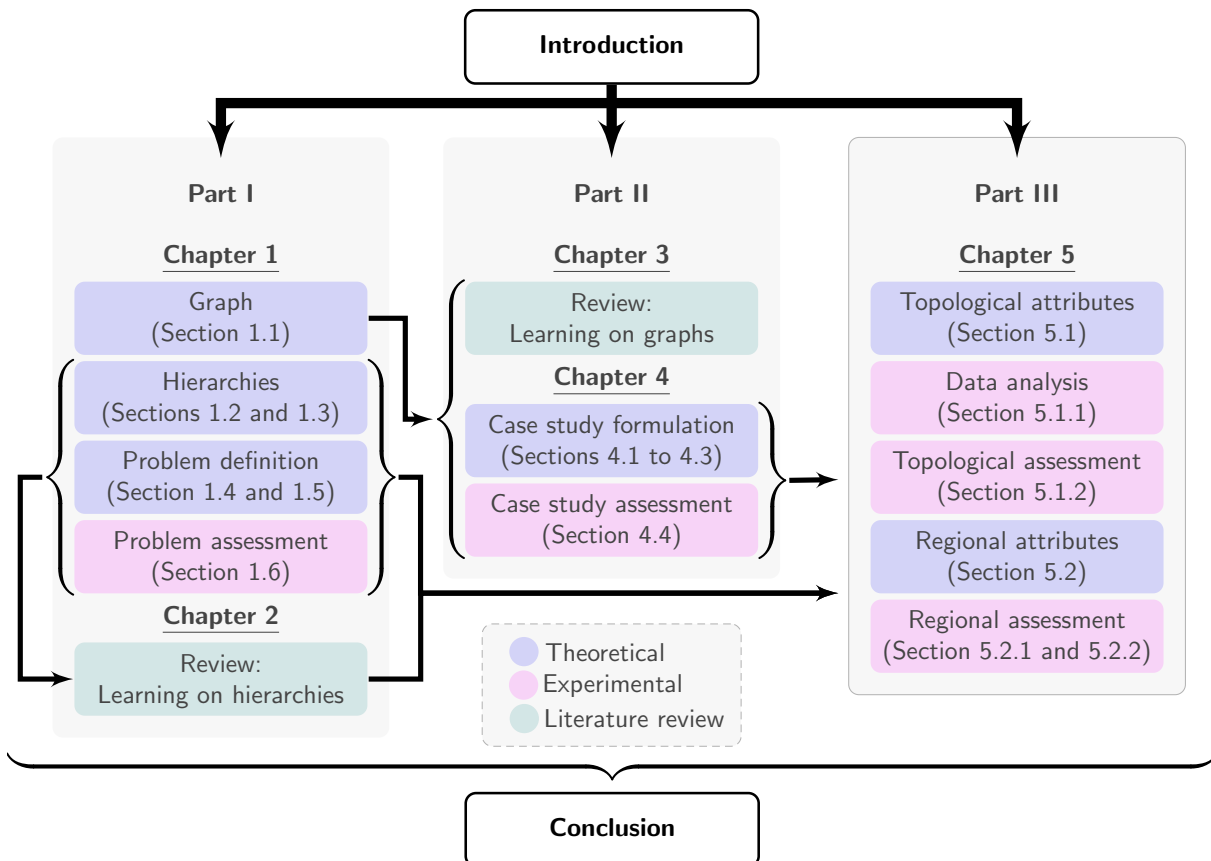 Introduction
Part I
Chapter 1
Graph
(Section 1.1)
Hierarchies
(Sections 1.2 and 1.3)
Problem definition
(Section 1.4 and 1.5)
Problem assessment
(Section 1.6)
Chapter 2
Review:
Learning on hierarchies
Part II
Chapter 3
Review:
Learning on graphs
Chapter 4
Case study formulation
(Sections 4.1 to 4.3)
Case study assessment
(Section 4.4)
Theoretical
Experimental
Literature review
Part III
Chapter 5
Topological attributes
(Section 5.1)
Data analysis
(Section 5.1.1)
Topological assessment
(Section 5.1.2)
Regional attributes
(Section 5.2)
Regional assessment
(Section 5.2.1 and 5.2.2)
Conclusion